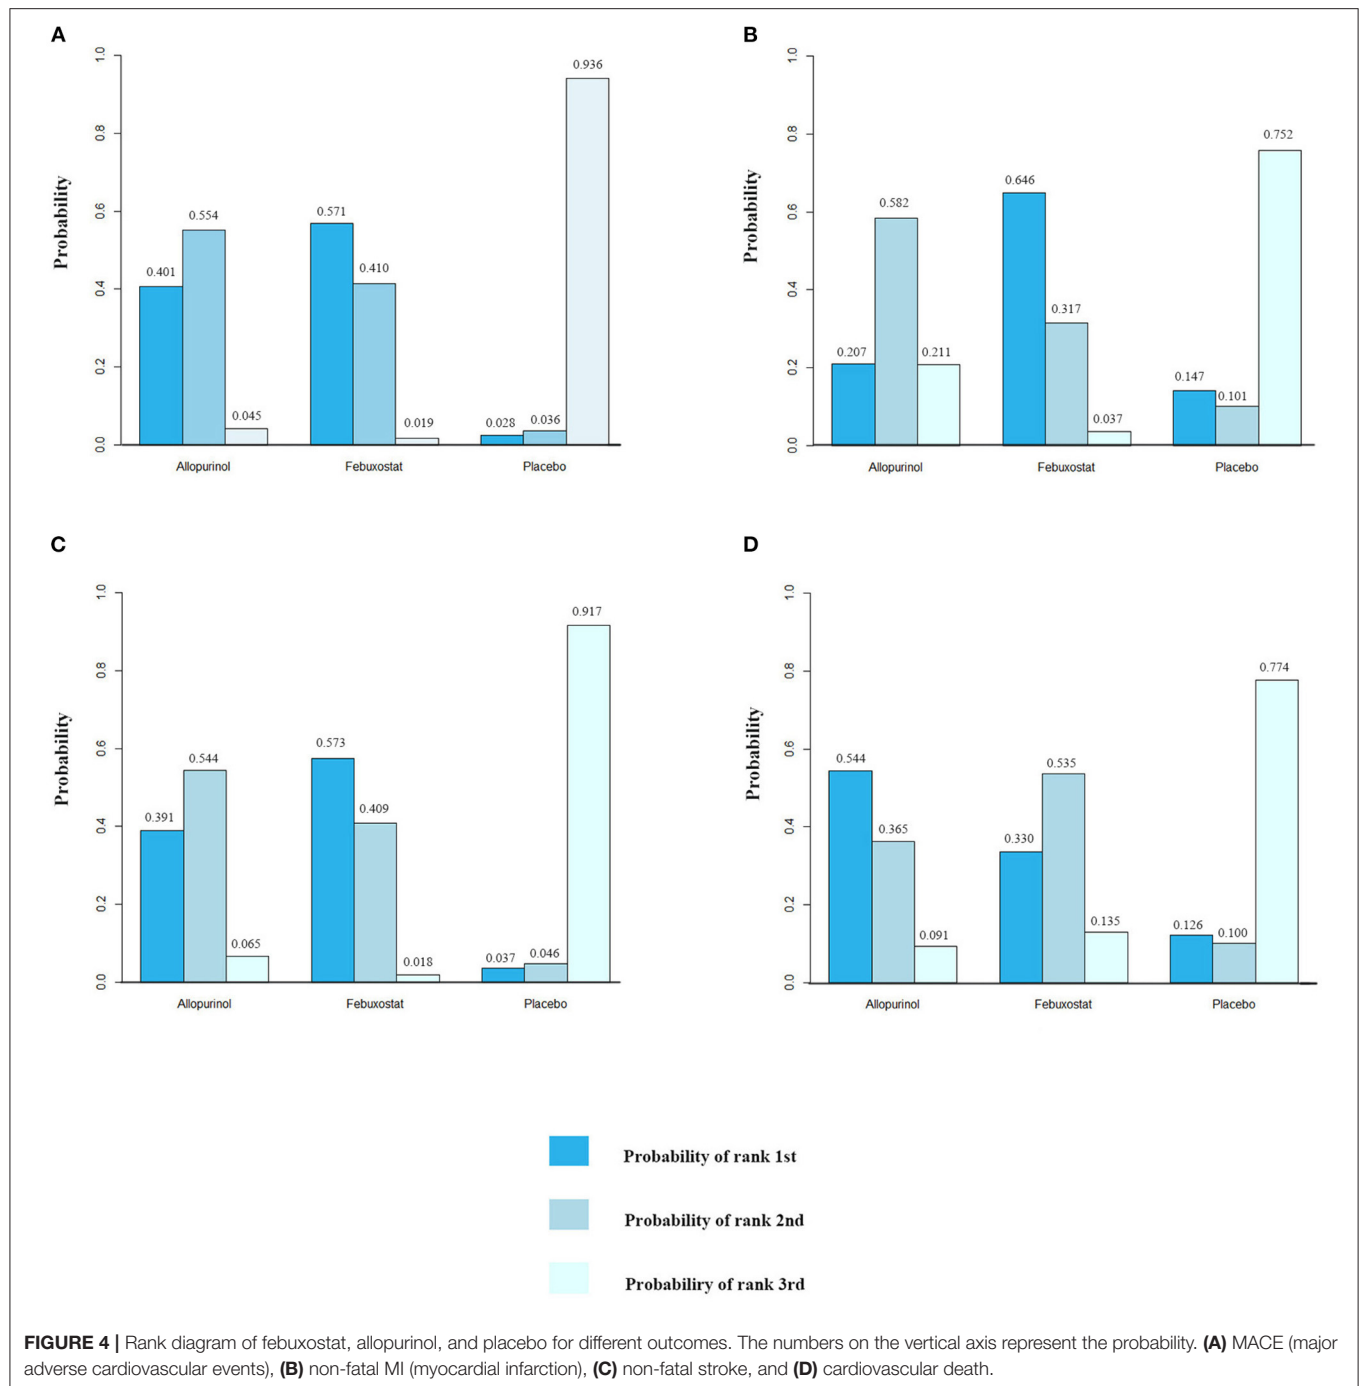 A
Probability
0.0
0.2
0.4
0.6
0.8
1.0
0.401
0.554
0.045
0.571
0.410
0.019
0.028
0.036
0.936
Allopurinol
Febuxostat
Placebo
B
Probability
0.0
0.2
0.4
0.6
0.8
1.0
0.207
0.582
0.211
0.646
0.317
0.037
0.147
0.101
0.752
Allopurinol
Febuxostat
Placebo
C
Probability
0.0
0.2
0.4
0.6
0.8
1.0
0.391
0.544
0.065
0.573
0.409
0.018
0.037
0.046
0.917
Allopurinol
Febuxostat
Placebo
D
Probability
0.0
0.2
0.4
0.6
0.8
1.0
0.544
0.365
0.091
0.330
0.535
0.135
0.126
0.100
0.774
Allopurinol
Febuxostat
Placebo
Probability of rank 1st
Probability of rank 2nd
Probabiliry of rank 3rd
FIGURE 4 | Rank diagram of febuxostat, allopurinol, and placebo for different outcomes. The numbers on the vertical axis represent the probability. (A) MACE (major
adverse cardiovascular events), (B) non-fatal MI (myocardial infarction), (C) non-fatal stroke, and (D) cardiovascular death.